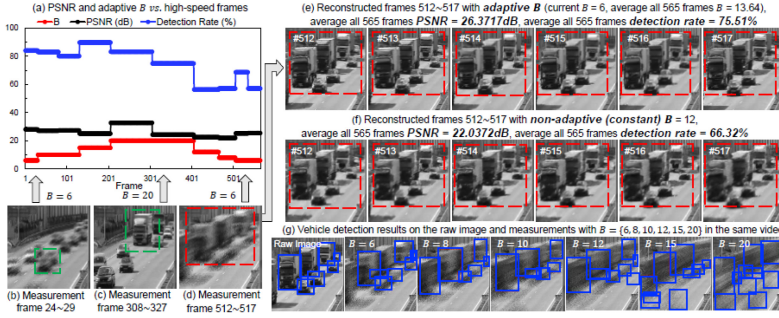 (a) PSNR and adaptive B vs. high-speed frames
B PSNR (dB) Detection Rate (%)
100
80
60
40
20
0
1 101 201 301 401 501
Frame
B = 6 B = 20 B = 6
(b) Measurement frame 24~29
(c) Measurement frame 308~327
(d) Measurement frame 512~517
(e) Reconstructed frames 512~517 with adaptive B (current B = 6, average all 565 frames B = 13.64),
average all 565 frames PSNR = 26.3717dB, average all 565 frames detection rate = 75.51%
#512 #513 #514 #515 #516 #517
(f) Reconstructed frames 512~517 with non-adaptive (constant) B = 12,
average all 565 frames PSNR = 22.0372dB, average all 565 frames detection rate = 66.32%
#512 #513 #514 #515 #516 #517
(g) Vehicle detection results on the raw image and measurements with B = {6, 8, 10, 12, 15, 20} in the same video
Raw Image B = 6 B = 8 B = 10 B = 12 B = 15 B = 20